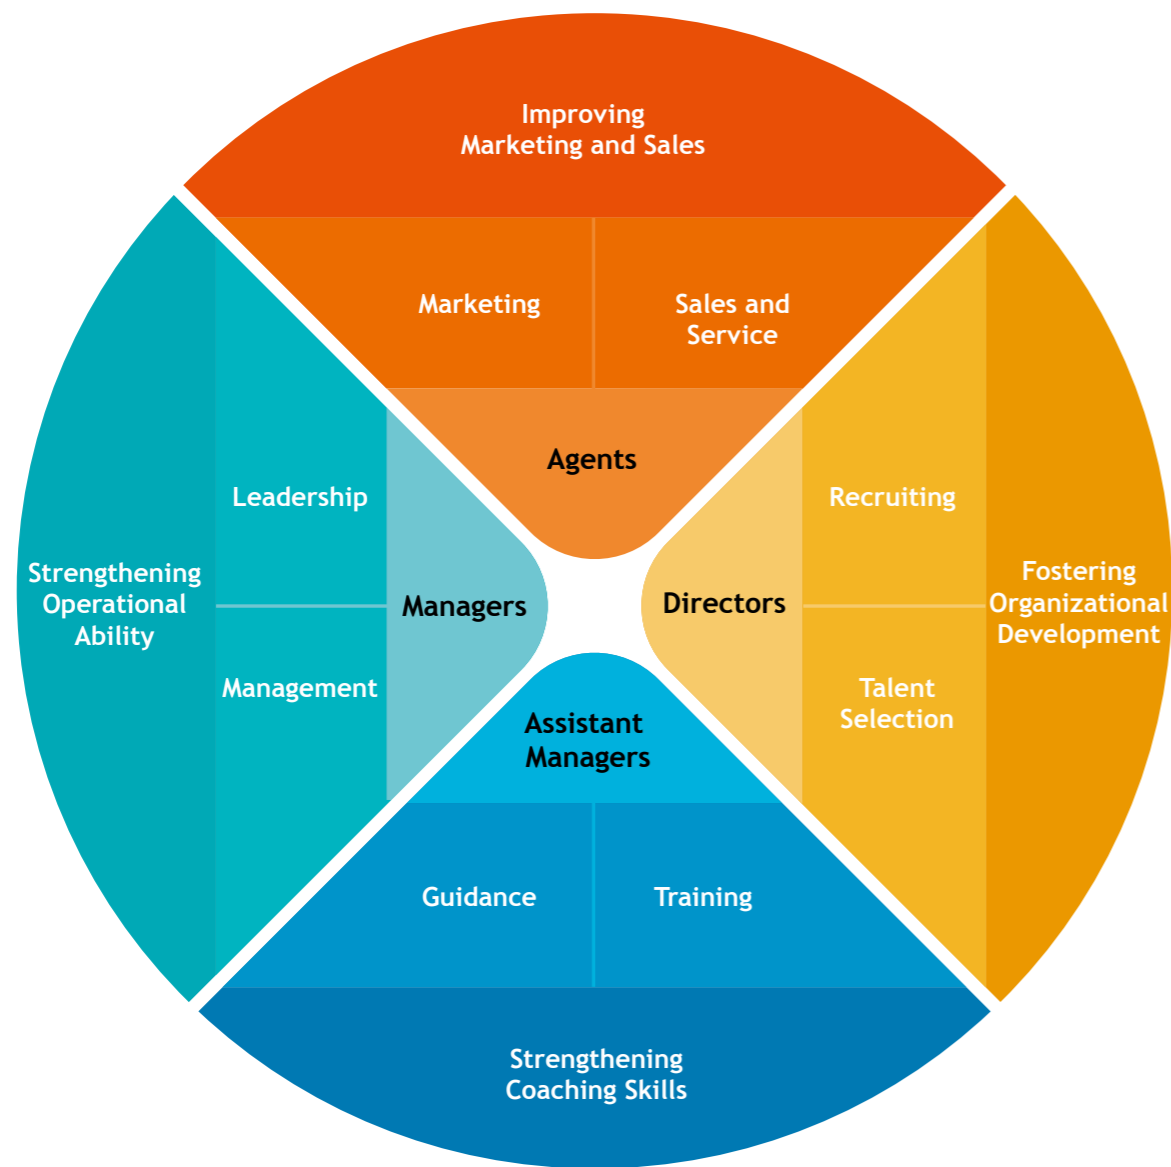 Improving
Marketing and Sales
Marketing
Sales and
Service
Agents
Leadership
Management
Strengthening
Operational
Ability
Managers
Directors
Recruiting
Talent
Selection
Fostering
Organizational
Development
Assistant
Managers
Guidance
Training
Strengthening
Coaching Skills